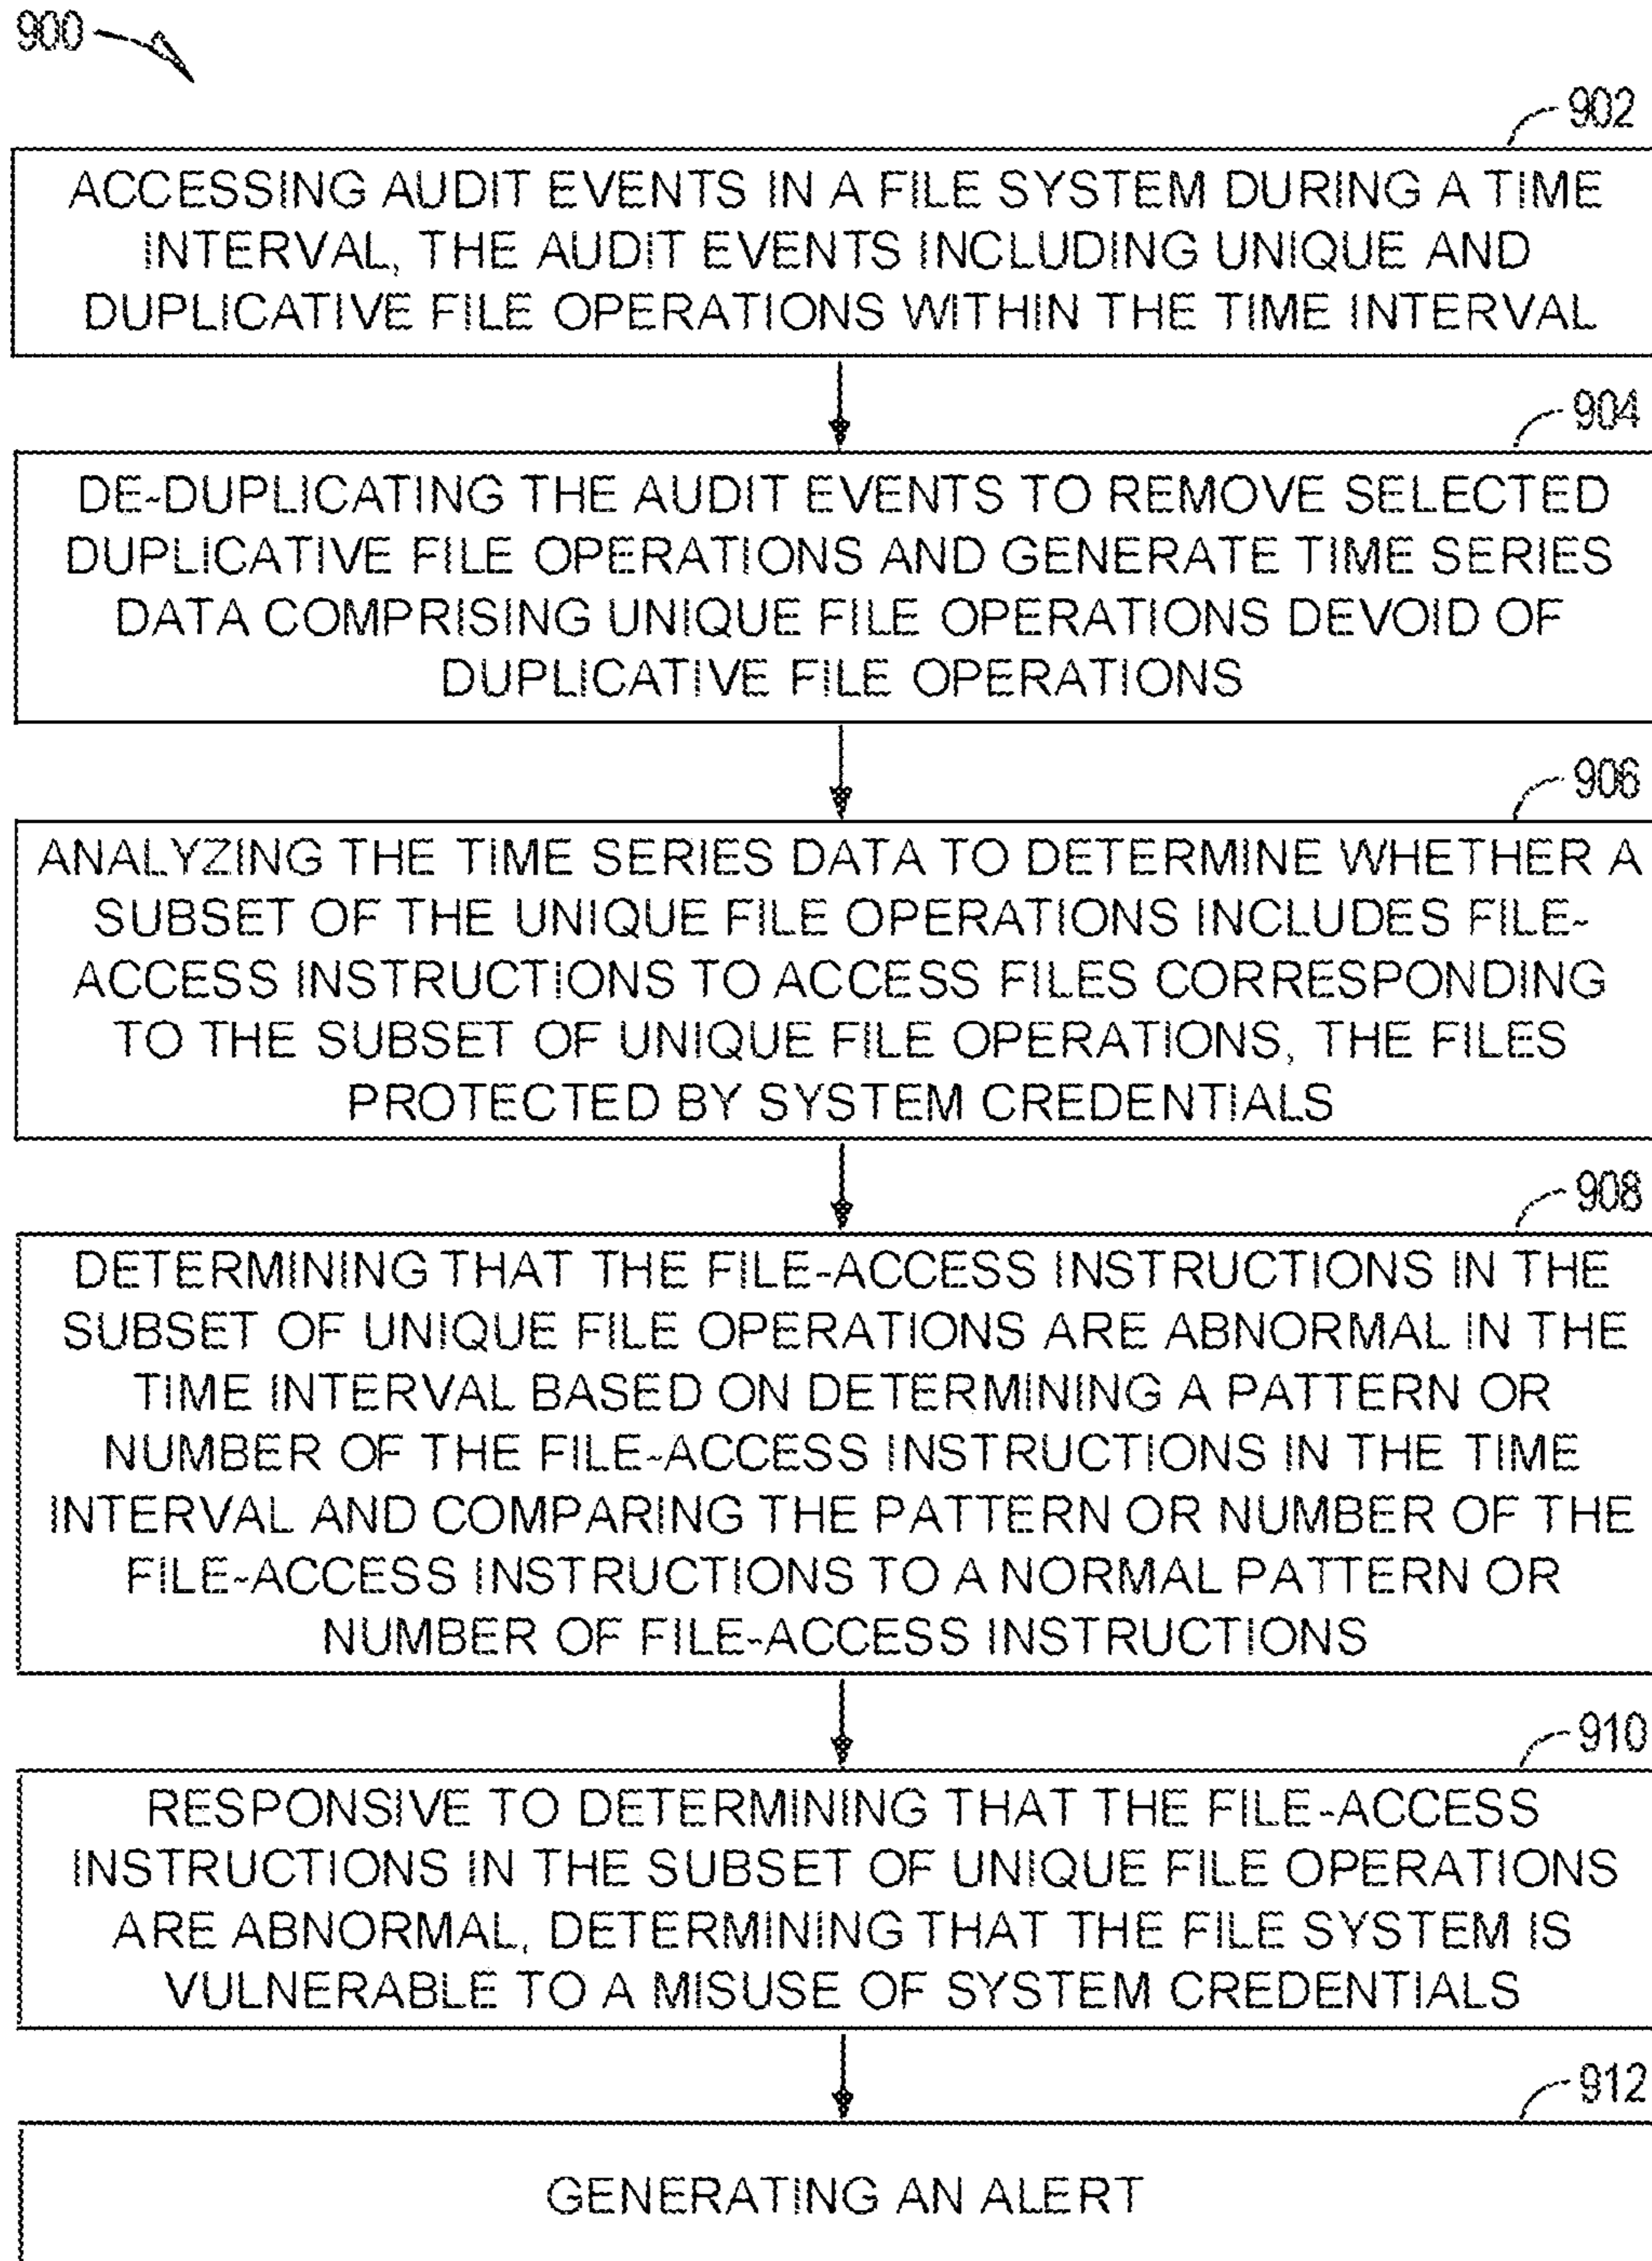 900
902
ACCESSING AUDIT EVENTS IN A FILE SYSTEM DURING A TIME
INTERVAL, THE AUDIT EVENTS INCLUDING UNIQUE AND
DUPLICATIVE FILE OPERATIONS WITHIN THE TIME INTERVAL
904
DE-DUPLICATING THE AUDIT EVENTS TO REMOVE SELECTED
DUPLICATIVE FILE OPERATIONS AND GENERATE TIME SERIES
DATA COMPRISING UNIQUE FILE OPERATIONS DEVOID OF
DUPLICATIVE FILE OPERATIONS
906
ANALYZING THE TIME SERIES DATA TO DETERMINE WHETHER A
SUBSET OF THE UNIQUE FILE OPERATIONS INCLUDES FILE-
ACCESS INSTRUCTIONS TO ACCESS FILES CORRESPONDING
TO THE SUBSET OF UNIQUE FILE OPERATIONS, THE FILES
PROTECTED BY SYSTEM CREDENTIALS
908
DETERMINING THAT THE FILE-ACCESS INSTRUCTIONS IN THE
SUBSET OF UNIQUE FILE OPERATIONS ARE ABNORMAL IN THE
TIME INTERVAL BASED ON DETERMINING A PATTERN OR
NUMBER OF THE FILE-ACCESS INSTRUCTIONS IN THE TIME
INTERVAL AND COMPARING THE PATTERN OR NUMBER OF THE
FILE-ACCESS INSTRUCTIONS TO A NORMAL PATTERN OR
NUMBER OF FILE-ACCESS INSTRUCTIONS
910
RESPONSIVE TO DETERMINING THAT THE FILE-ACCESS
INSTRUCTIONS IN THE SUBSET OF UNIQUE FILE OPERATIONS
ARE ABNORMAL, DETERMINING THAT THE FILE SYSTEM IS
VULNERABLE TO A MISUSE OF SYSTEM CREDENTIALS
912
GENERATING AN ALERT